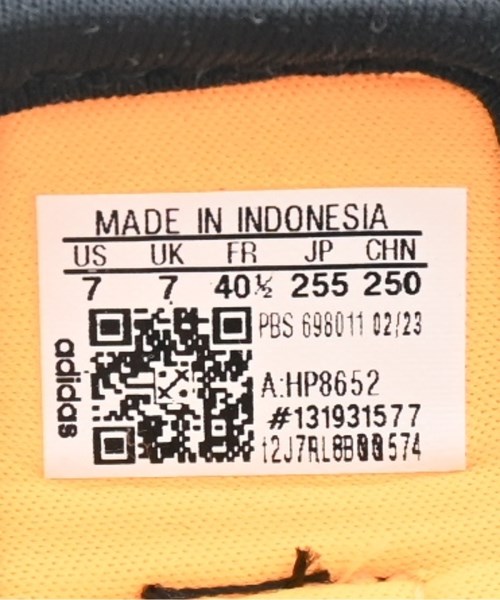 MADE IN INDONESIA
US UK FR JP CHN
7 7 40½ 255 250
PBS 698011 02/23
A:HP8652
#131931577
adidas